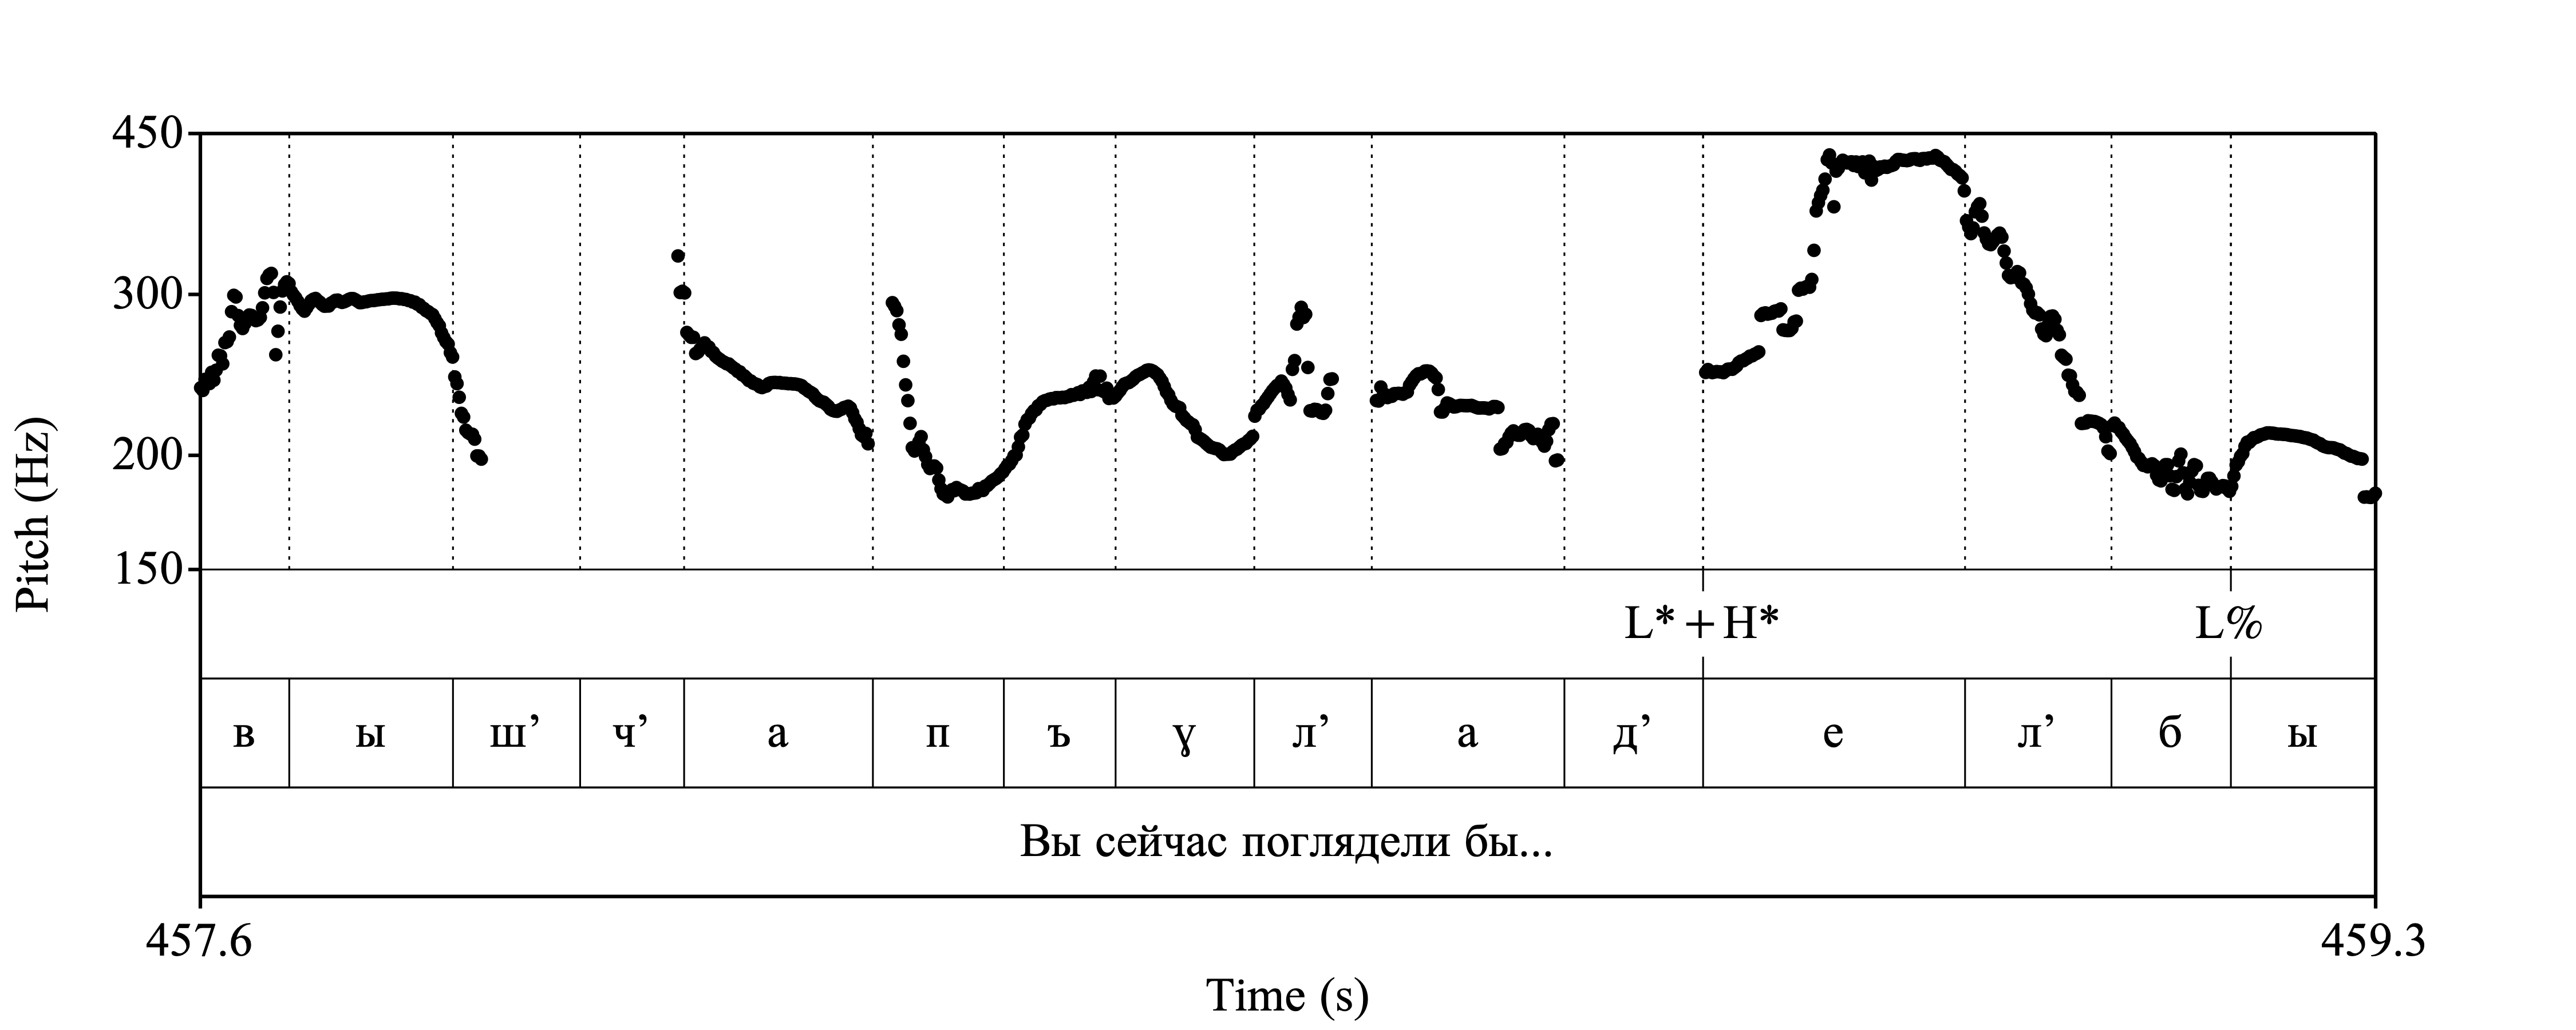 450
300
200
150
Pitch (Hz)
L*+H* L%
в ы ш’ ч’ а п ъ ɣ л’ а д’ е л’ б ы
Вы сейчас поглядели бы...
457.6 459.3
Time (s)